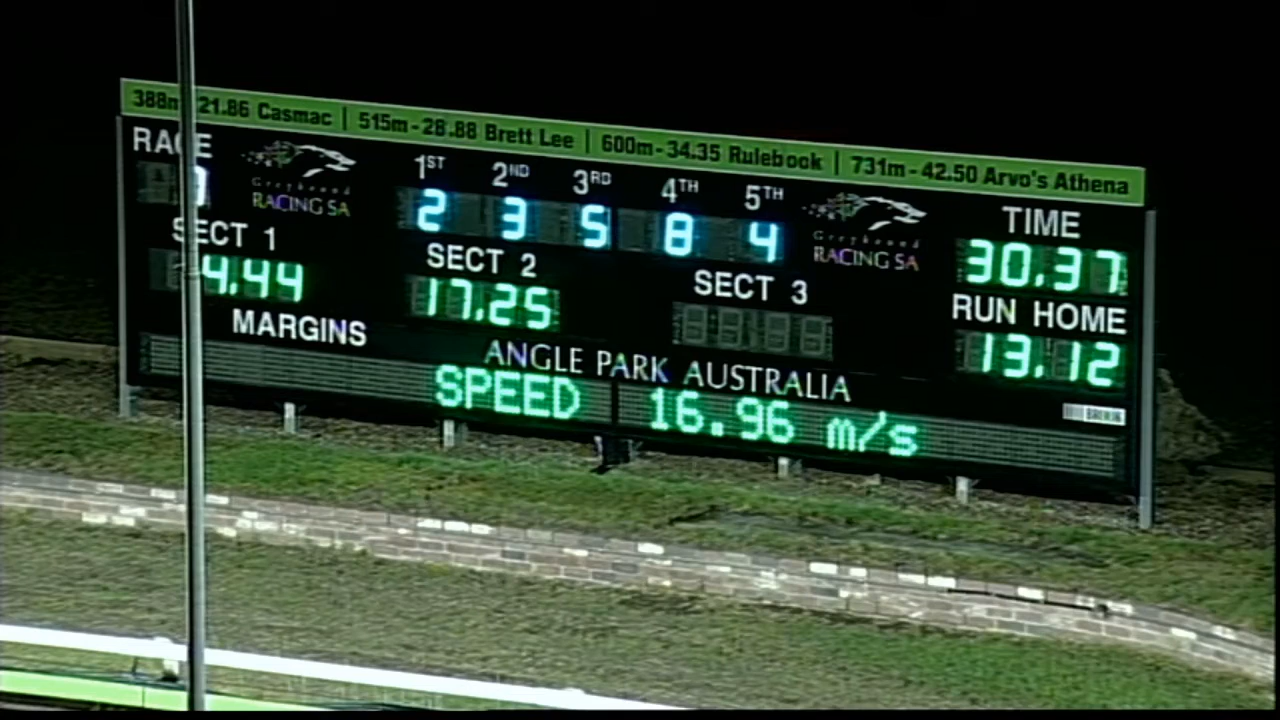 388m-21.86 Casmac | 515m-28.88 Brett Lee | 600m-34.35 Rulebook | 731m-42.50 Arvo's Athena
RACE
Greyhound
RACING SA
1ST 2ND 3RD 4TH 5TH
2 3 5 8 4
Greyhound
RACING SA
TIME
30.37
SECT 1
4.44
SECT 2
17.25
SECT 3
RUN HOME
13.12
MARGINS
ANGLE PARK AUSTRALIA
SPEED 16.96 m/s